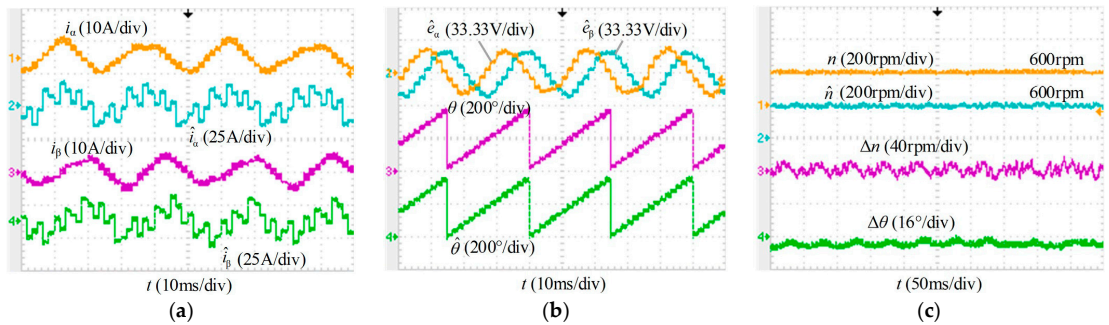 iα (10A/div)
1
2
îα (25A/div)
iβ (10A/div)
3
4
îβ (25A/div)
t (10ms/div)
(a)
êα (33.33V/div) êβ (33.33V/div)
2
θ (200°/div)
3
4
θ̂ (200°/div)
t (10ms/div)
(b)
n (200rpm/div) 600rpm
1
n̂ (200rpm/div) 600rpm
2
Δn (40rpm/div)
3
Δθ (16°/div)
4
t (50ms/div)
(c)